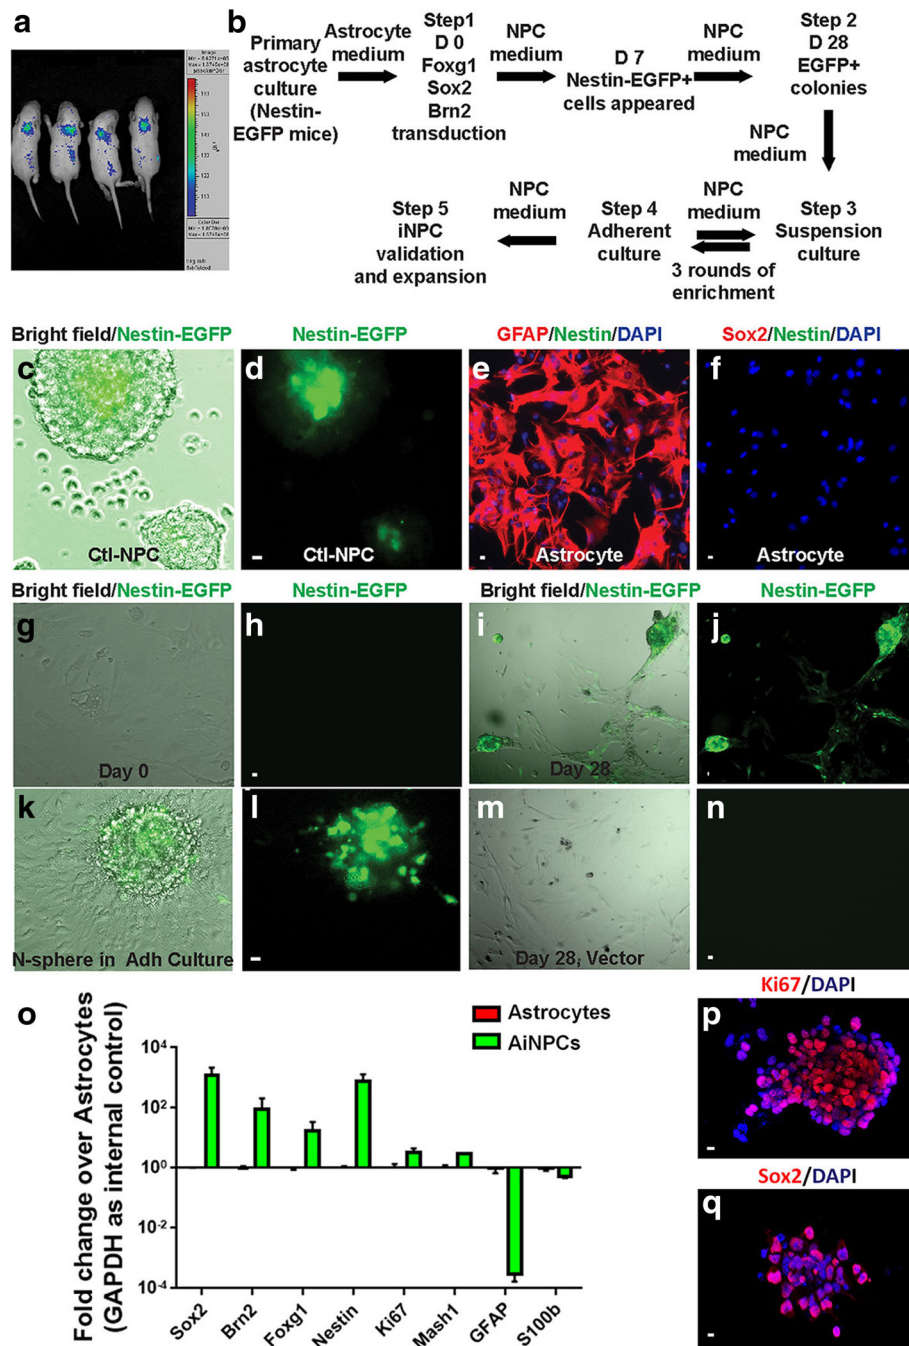 a
b
Image
Primary
astrocyte
culture
(Nestin-
EGFP mice)
Astrocyte
medium
Step1
D 0
Foxg1
Sox2
Brn2
transduction
NPC
medium
D 7
Nestin-EGFP+
cells appeared
NPC
medium
Step 2
D 28
EGFP+
colonies
NPC
medium
Step 3
Suspension
culture
NPC
medium
3 rounds of
enrichment
Step 4
Adherent
culture
NPC
medium
Step 5
iNPC
validation
and expansion
Bright field/Nestin-EGFP
Nestin-EGFP
GFAP/Nestin/DAPI
Sox2/Nestin/DAPI
c
d
e
f
Ctl-NPC
Ctl-NPC
Astrocyte
Astrocyte
Bright field/Nestin-EGFP
Nestin-EGFP
Bright field/Nestin-EGFP
Nestin-EGFP
g
h
i
j
Day 0
Day 28
k
l
m
n
N-sphere in Adh Culture
Day 28, Vector
o
Fold change over Astrocytes
(GAPDH as internal control)
Astrocytes
AiNPCs
10⁴
10²
10⁰
10⁻²
10⁻⁴
Sox2
Brn2
Foxg1
Nestin
Ki67
Mash1
GFAP
S100b
Ki67/DAPI
p
Sox2/DAPI
q